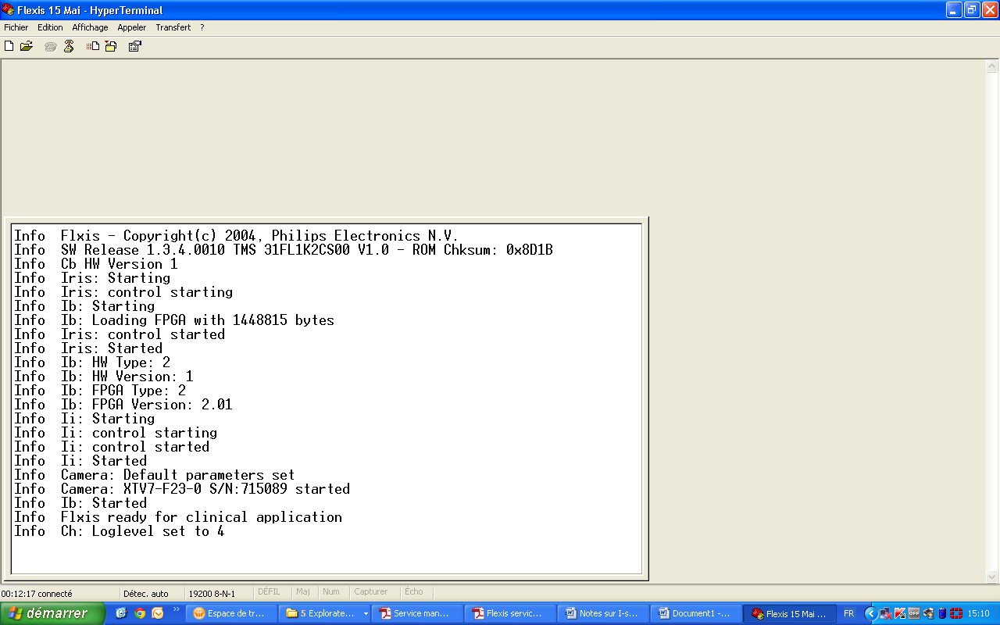 Flexis 15 Mai - HyperTerminal
Fichier Edition Affichage Appeler Transfert ?
Info Flxis - Copyright(c) 2004, Philips Electronics N.V.
Info SW Release 1.3.4.0010 TMS 31FL1K2CS00 V1.0 - ROM Chksum: 0x8D1B
Info Cb HW Version 1
Info Iris: Starting
Info Iris: control starting
Info Ib: Starting
Info Ib: Loading FPGA with 1448815 bytes
Info Iris: control started
Info Iris: Started
Info Ib: HW Type: 2
Info Ib: HW Version: 1
Info Ib: FPGA Type: 2
Info Ib: FPGA Version: 2.01
Info Ii: Starting
Info Ii: control starting
Info Ii: control started
Info Ii: Started
Info Camera: Default parameters set
Info Camera: XTV7-F23-0 S/N:715089 started
Info Ib: Started
Info Flxis ready for clinical application
Info Ch: Loglevel set to 4
00:12:17 connecté Détec. auto 19200 8-N-1 DÉFIL Maj Num Capturer Écho
démarrer Espace de tr... 5 Explorate... Service man... Flexis servic... Notes sur I-s... Document1 -... Flexis 15 Mai ... FR OFF 15:10